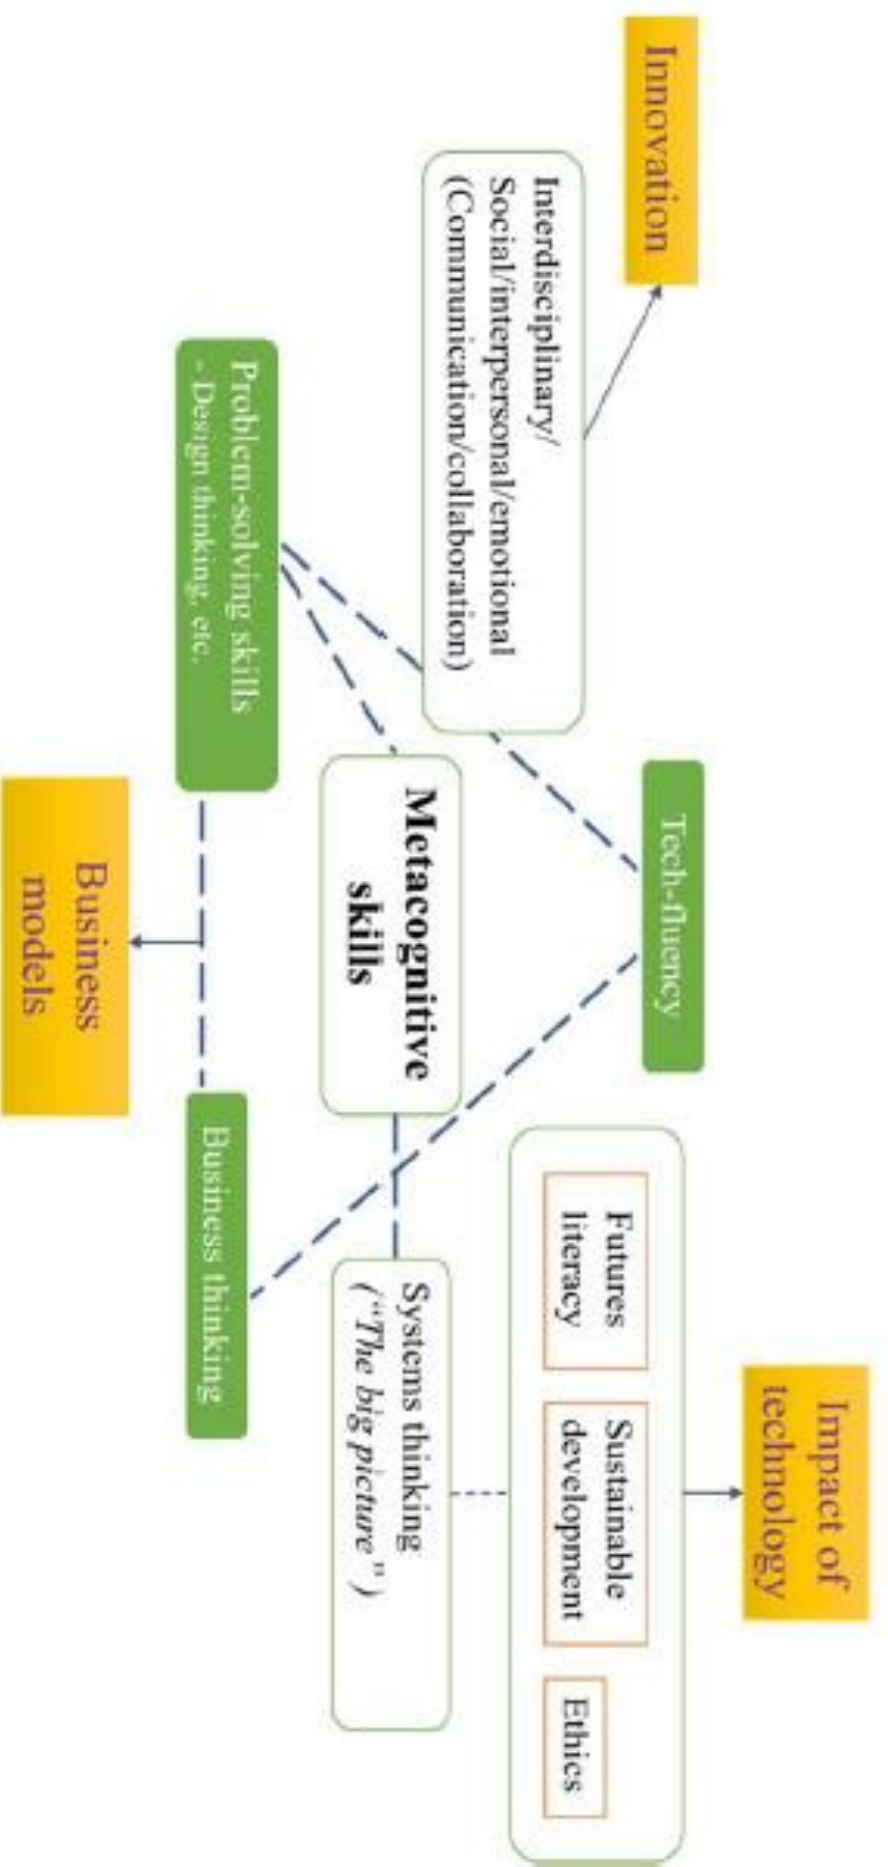 Innovation
Impact of
technology
Tech-fluency
Interdisciplinary/
Social/interpersonal/emotional
(Communication/collaboration)
Futures
literacy
Sustainable
development
Ethics
Metacognitive
skills
Systems thinking
("The big picture")
Problem-solving skills
- Design thinking, etc.
Business thinking
Business
models